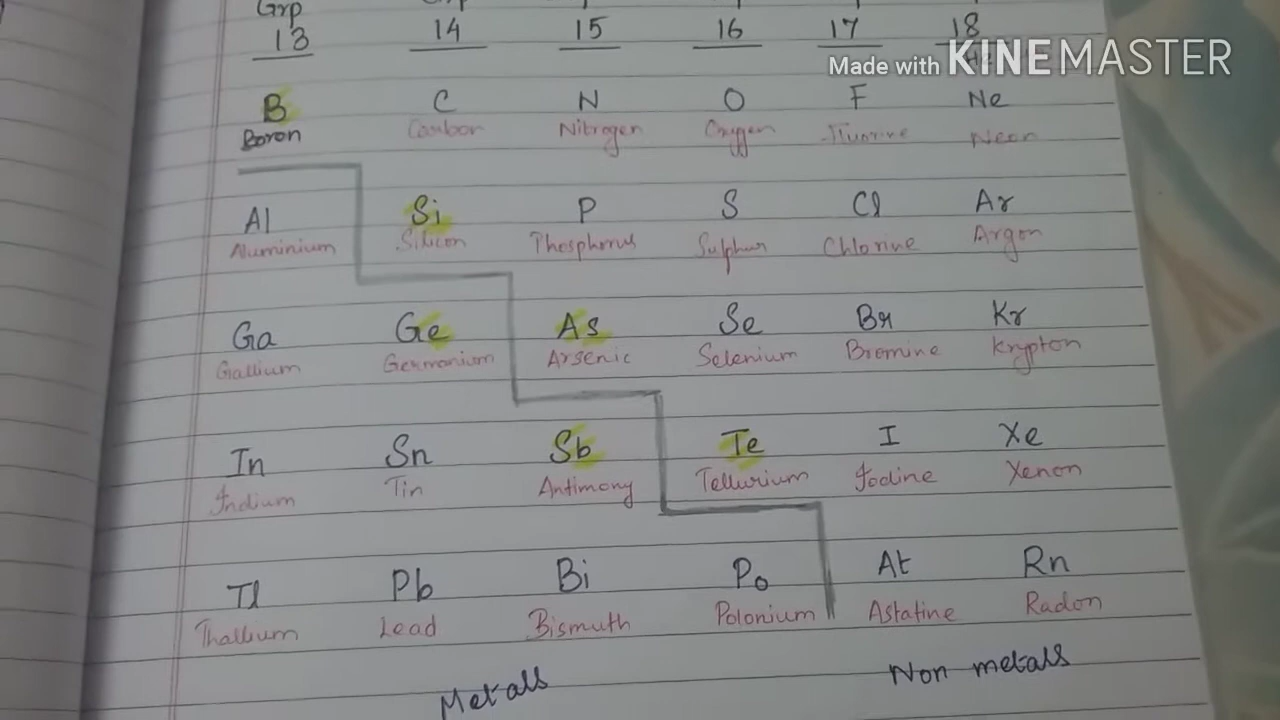 Grp
13 14 15 16 17 18
Made with KINEMASTER
B C N O F Ne
Boron Carbon Nitrogen Oxygen Fluorine Neon
Al Si P S Cl Ar
Aluminium Silicon Phosphorus Sulphur Chlorine Argon
Ga Ge As Se Br Kr
Gallium Germanium Arsenic Selenium Bromine Krypton
In Sn Sb Te I Xe
Indium Tin Antimony Tellurium Iodine Xenon
Tl Pb Bi Po At Rn
Thallium Lead Bismuth Polonium Astatine Radon
Metals Non metals